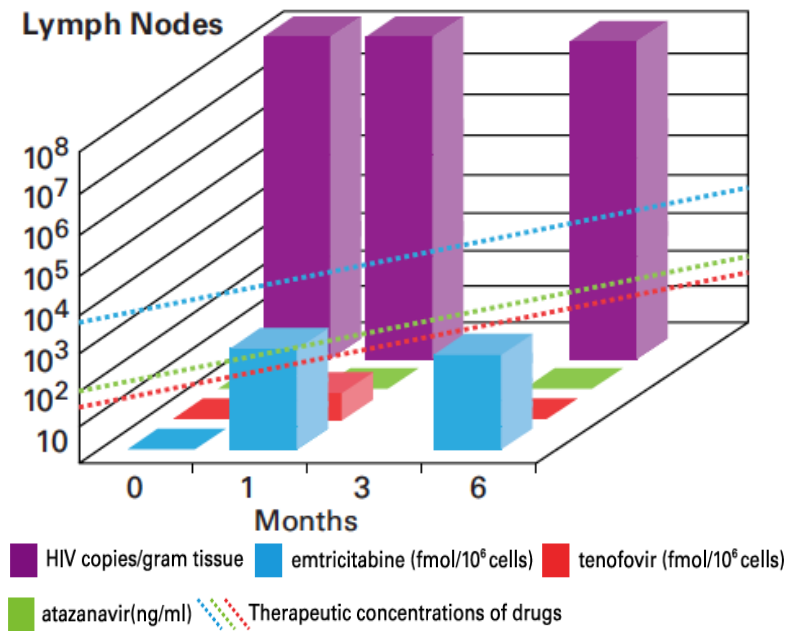 Lymph Nodes
10⁸
10⁷
10⁶
10⁵
10⁴
10³
10²
10
0 1 3 6
Months
HIV copies/gram tissue emtricitabine (fmol/10⁶ cells) tenofovir (fmol/10⁶ cells)
atazanavir(ng/ml) Therapeutic concentrations of drugs